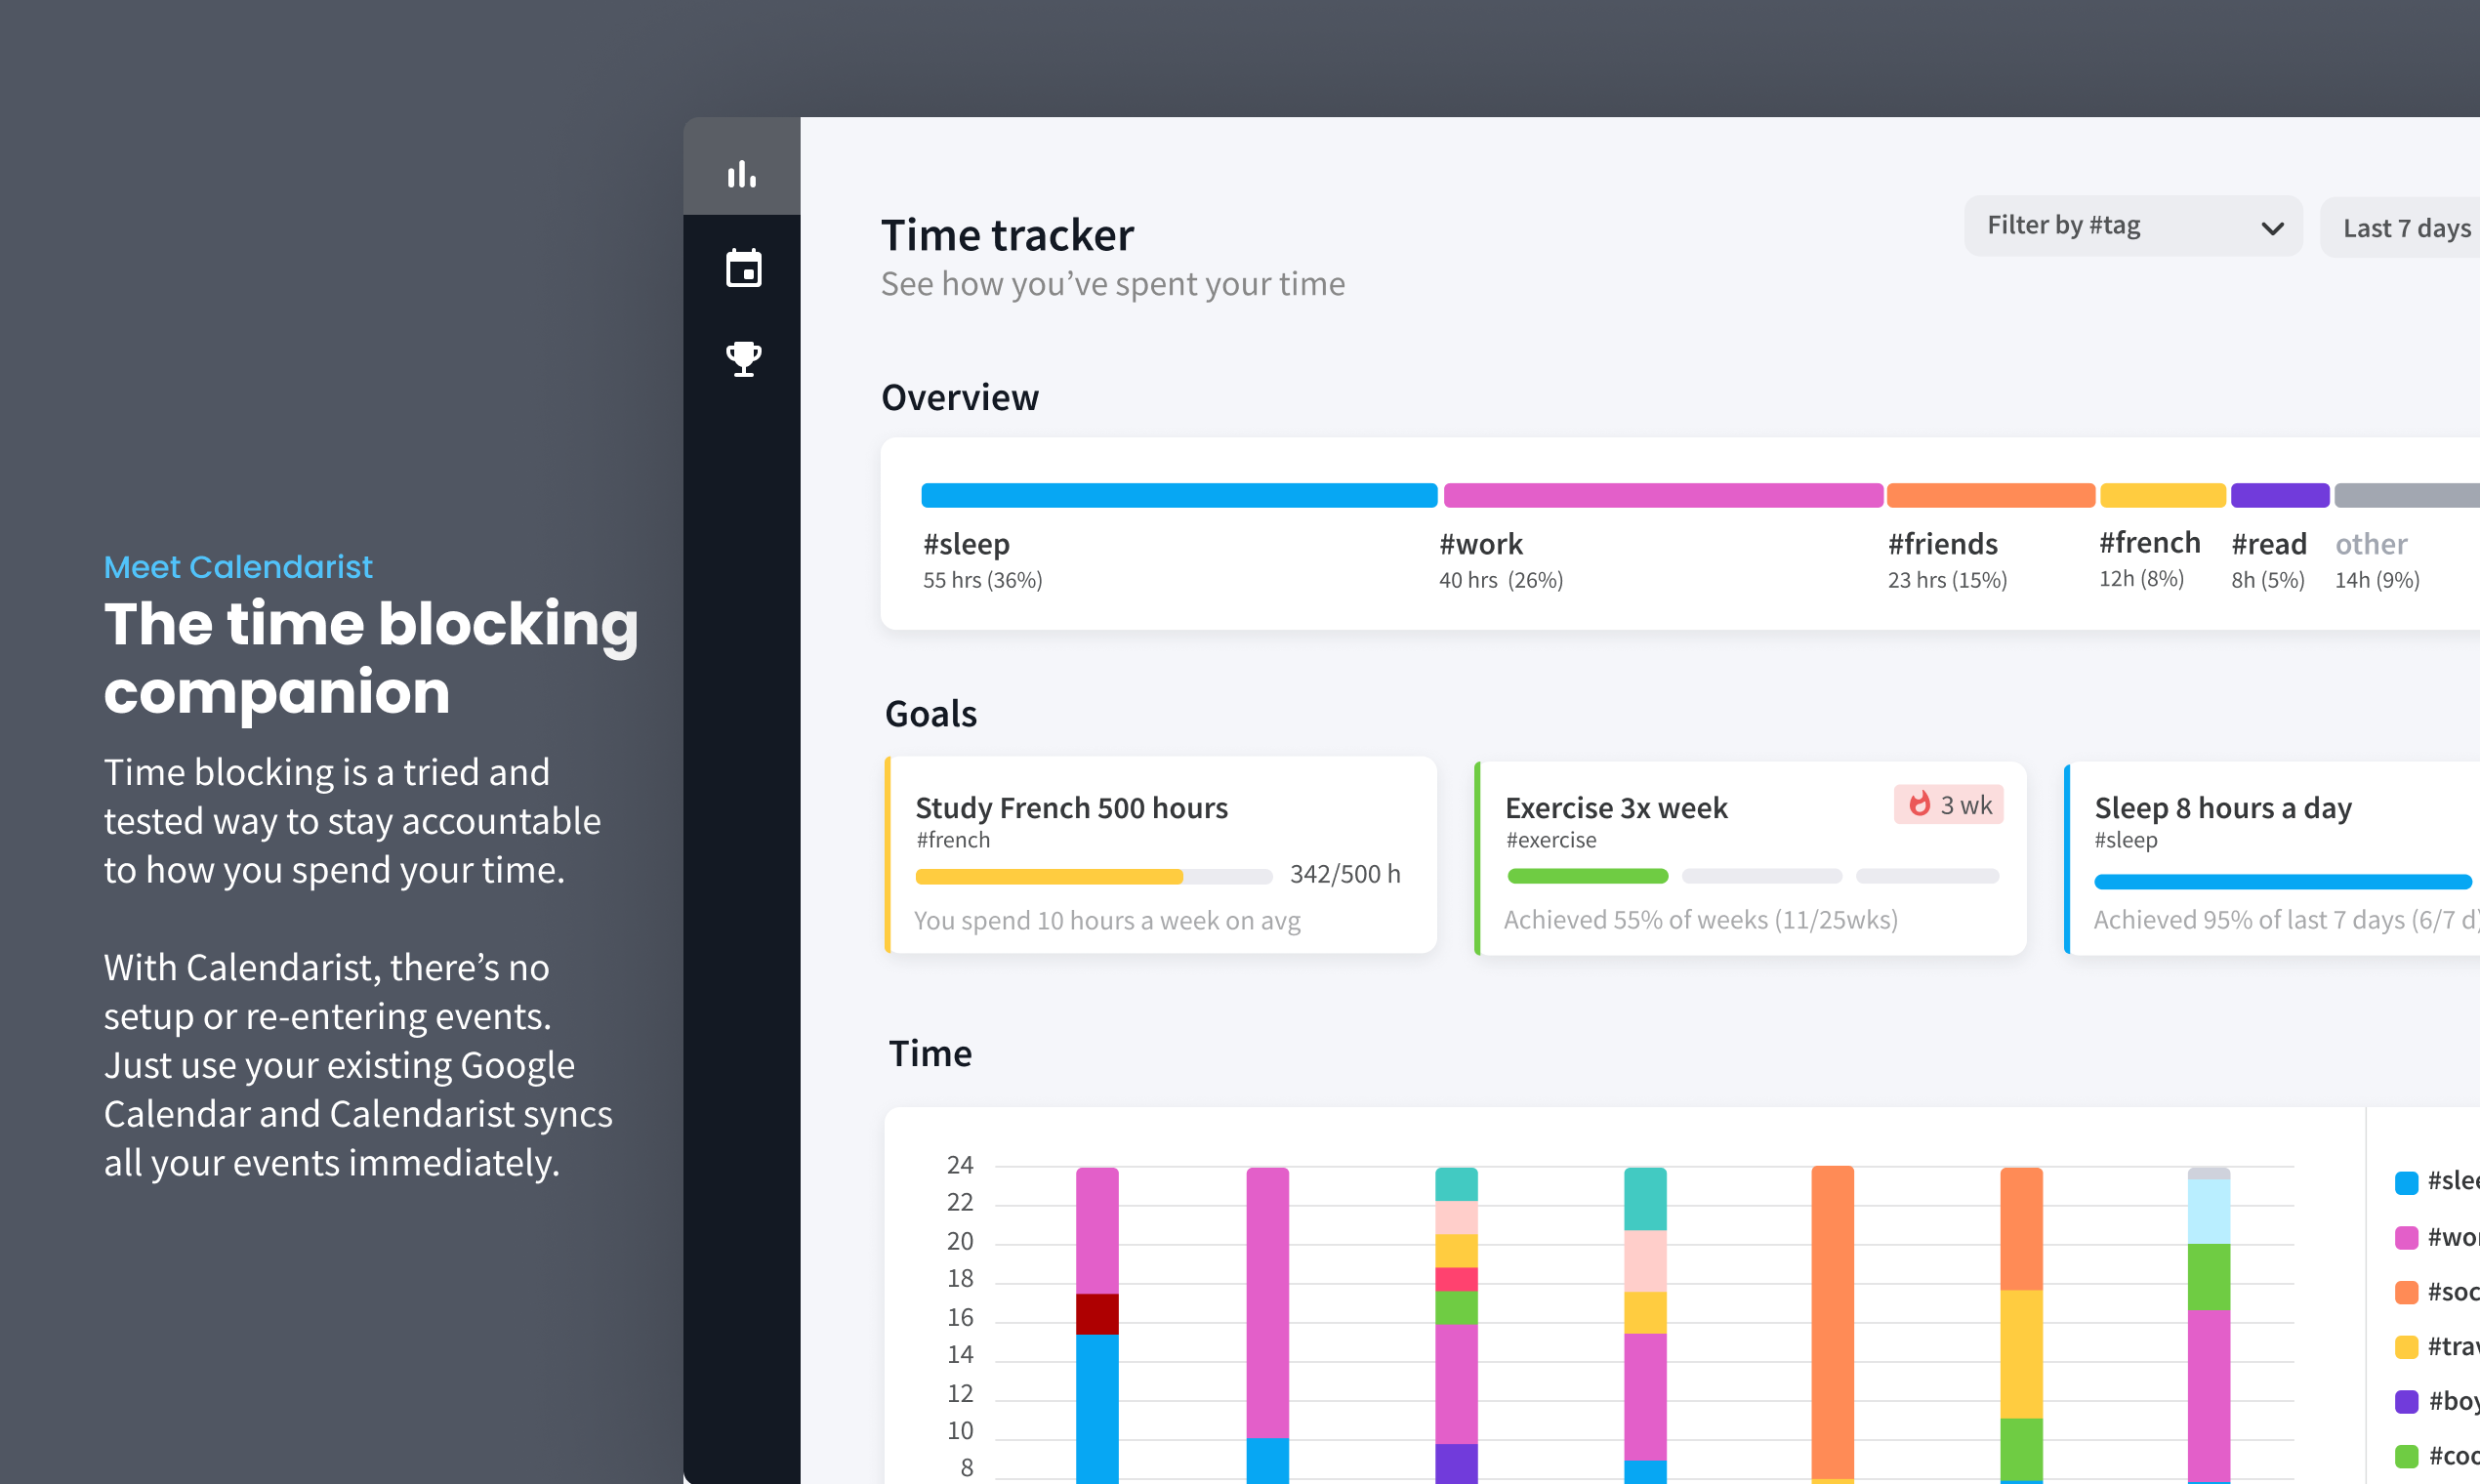 Meet Calendarist
The time blocking
companion
Time blocking is a tried and
tested way to stay accountable
to how you spend your time.
With Calendarist, there’s no
setup or re-entering events.
Just use your existing Google
Calendar and Calendarist syncs
all your events immediately.
Time tracker
See how you’ve spent your time
Filter by #tag
Last 7 days
Overview
#sleep
55 hrs (36%)
#work
40 hrs (26%)
#friends
23 hrs (15%)
#french
12h (8%)
#read
8h (5%)
other
14h (9%)
Goals
Study French 500 hours
#french
342/500 h
You spend 10 hours a week on avg
Exercise 3x week
3 wk
#exercise
Achieved 55% of weeks (11/25wks)
Sleep 8 hours a day
#sleep
Achieved 95% of last 7 days (6/7 d)
Time
24
22
20
18
16
14
12
10
8
#slee
#wor
#soc
#trav
#boy
#coo